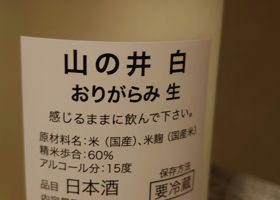 山の井 白
おりがらみ 生
感じるままに飲んで下さい。
原材料名：米（国産）、米麹（国産米）
精米歩合：60%
アルコール分：15度
保存方法
要冷蔵
品目 日本酒